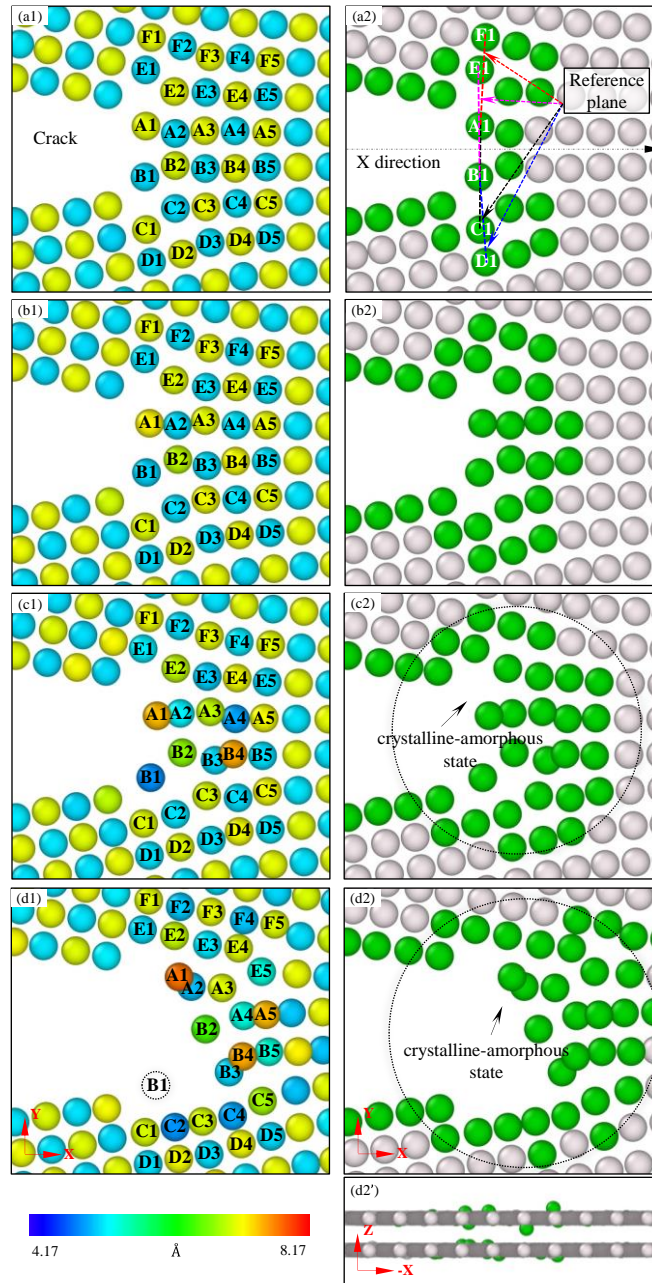 (a1)
F1 F2 F3 F4 F5
E1 E2 E3 E4 E5
Crack
A1 A2 A3 A4 A5
B1 B2 B3 B4 B5
C1 C2 C3 C4 C5
D1 D2 D3 D4 D5
(a2)
F1
E1
Reference
plane
A1
X direction
B1
C1
D1
(b1)
F1 F2 F3 F4 F5
E1 E2 E3 E4 E5
A1 A2 A3 A4 A5
B1 B2 B3 B4 B5
C1 C2 C3 C4 C5
D1 D2 D3 D4 D5
(b2)
(c1)
F1 F2 F3 F4 F5
E1 E2 E3 E4 E5
A1 A2 A3 A4 A5
B1 B2 B3 B4 B5
C1 C2 C3 C4 C5
D1 D2 D3 D4 D5
(c2)
crystalline-amorphous
state
(d1)
F1 F2 F3 F4 F5
E1 E2 E3 E4 E5
A1 A2 A3 A4 A5
B1 B2 B3 B4 B5
C1 C2 C3 C4 C5
D1 D2 D3 D4 D5
Y
X
(d2)
crystalline-amorphous
state
Y
X
(d2')
Z
-X
4.17 Å 8.17